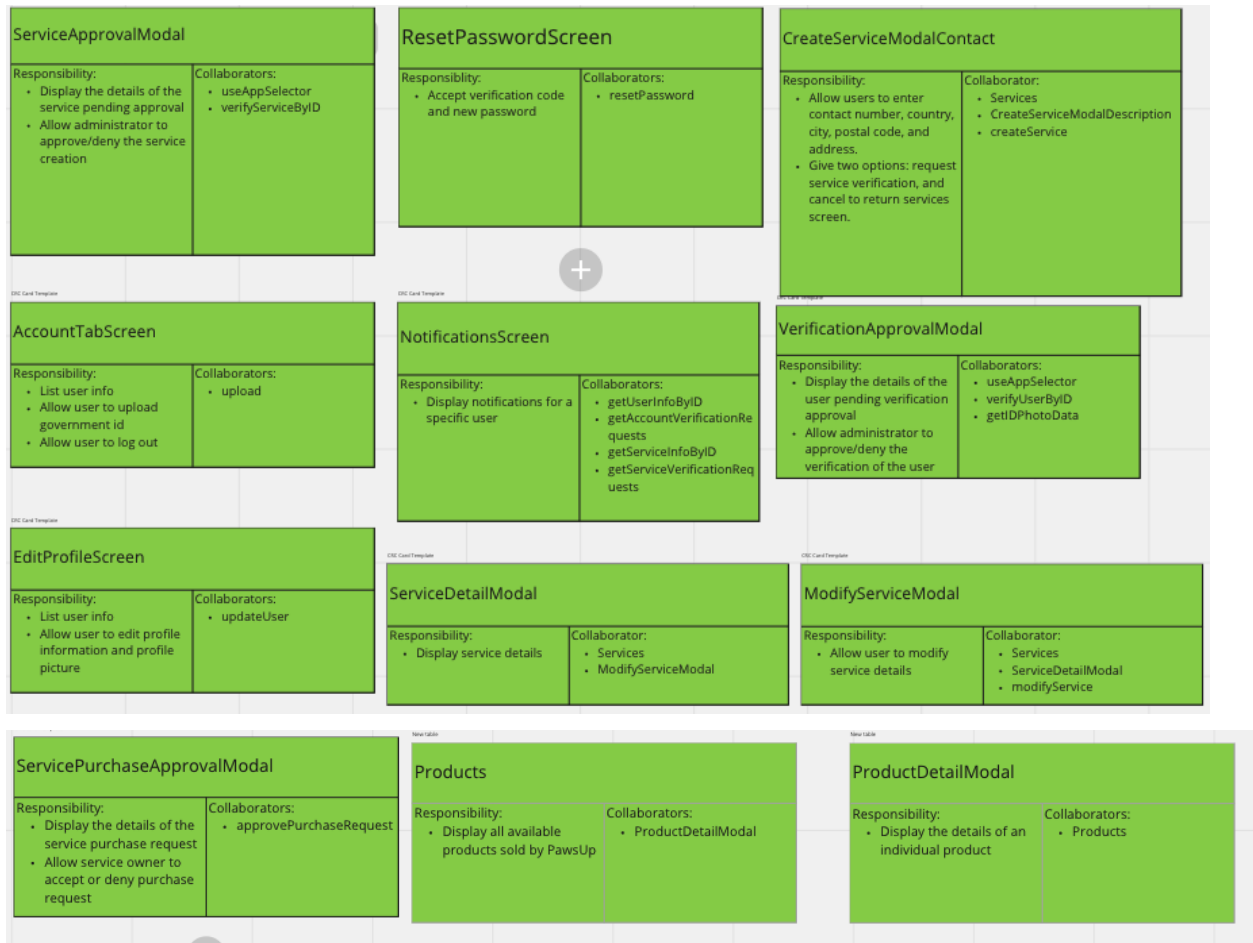 ServiceApprovalModal
Responsibility:
• Display the details of the
service pending approval
• Allow administrator to
approve/deny the service
creation
Collaborators:
• useAppSelector
• verifyServiceByID
ResetPasswordScreen
Responsiblity:
• Accept verification code
and new password
Collaborators:
• resetPassword
CreateServiceModalContact
Responsibility:
• Allow users to enter
contact number, country,
city, postal code, and
address.
• Give two options: request
service verification, and
cancel to return services
screen.
Collaborator:
• Services
• CreateServiceModalDescription
• createService
CRC Card Template
AccountTabScreen
Responsibility:
• List user info
• Allow user to upload
government id
• Allow user to log out
Collaborators:
• upload
CRC Card Template
NotificationsScreen
Responsibility:
• Display notifications for a
specific user
Collaborators:
• getUserInfoByID
• getAccountVerificationRe
quests
• getServiceInfoByID
• getServiceVerificationReq
uests
CRC Card Template
VerificationApprovalModal
Responsibility:
• Display the details of the
user pending verification
approval
• Allow administrator to
approve/deny the
verification of the user
Collaborators:
• useAppSelector
• verifyUserByID
• getIDPhotoData
CRC Card Template
EditProfileScreen
Responsibility:
• List user info
• Allow user to edit profile
information and profile
picture
Collaborators:
• updateUser
CRC Card Template
ServiceDetailModal
Responsibility:
• Display service details
Collaborator:
• Services
• ModifyServiceModal
CRC Card Template
ModifyServiceModal
Responsibility:
• Allow user to modify
service details
Collaborator:
• Services
• ServiceDetailModal
• modifyService
ServicePurchaseApprovalModal
Responsibility:
• Display the details of the
service purchase request
• Allow service owner to
accept or deny purchase
request
Collaborators:
• approvePurchaseRequest
New table
Products
Responsibility:
• Display all available
products sold by PawsUp
Collaborators:
• ProductDetailModal
New table
ProductDetailModal
Responsibility:
• Display the details of an
individual product
Collaborators:
• Products